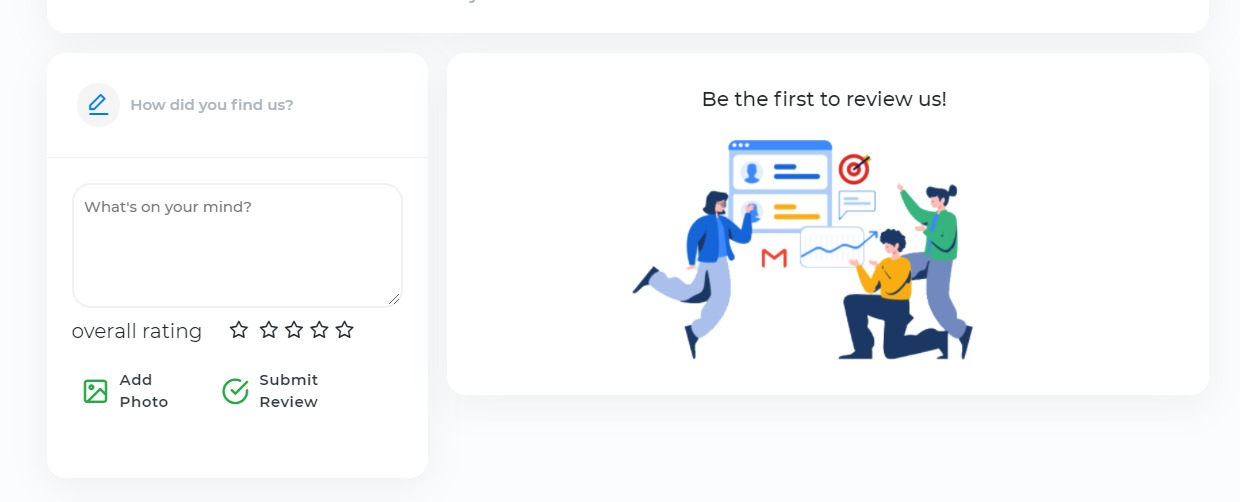 How did you find us?
What's on your mind?
overall rating
Add
Photo
Submit
Review
Be the first to review us!